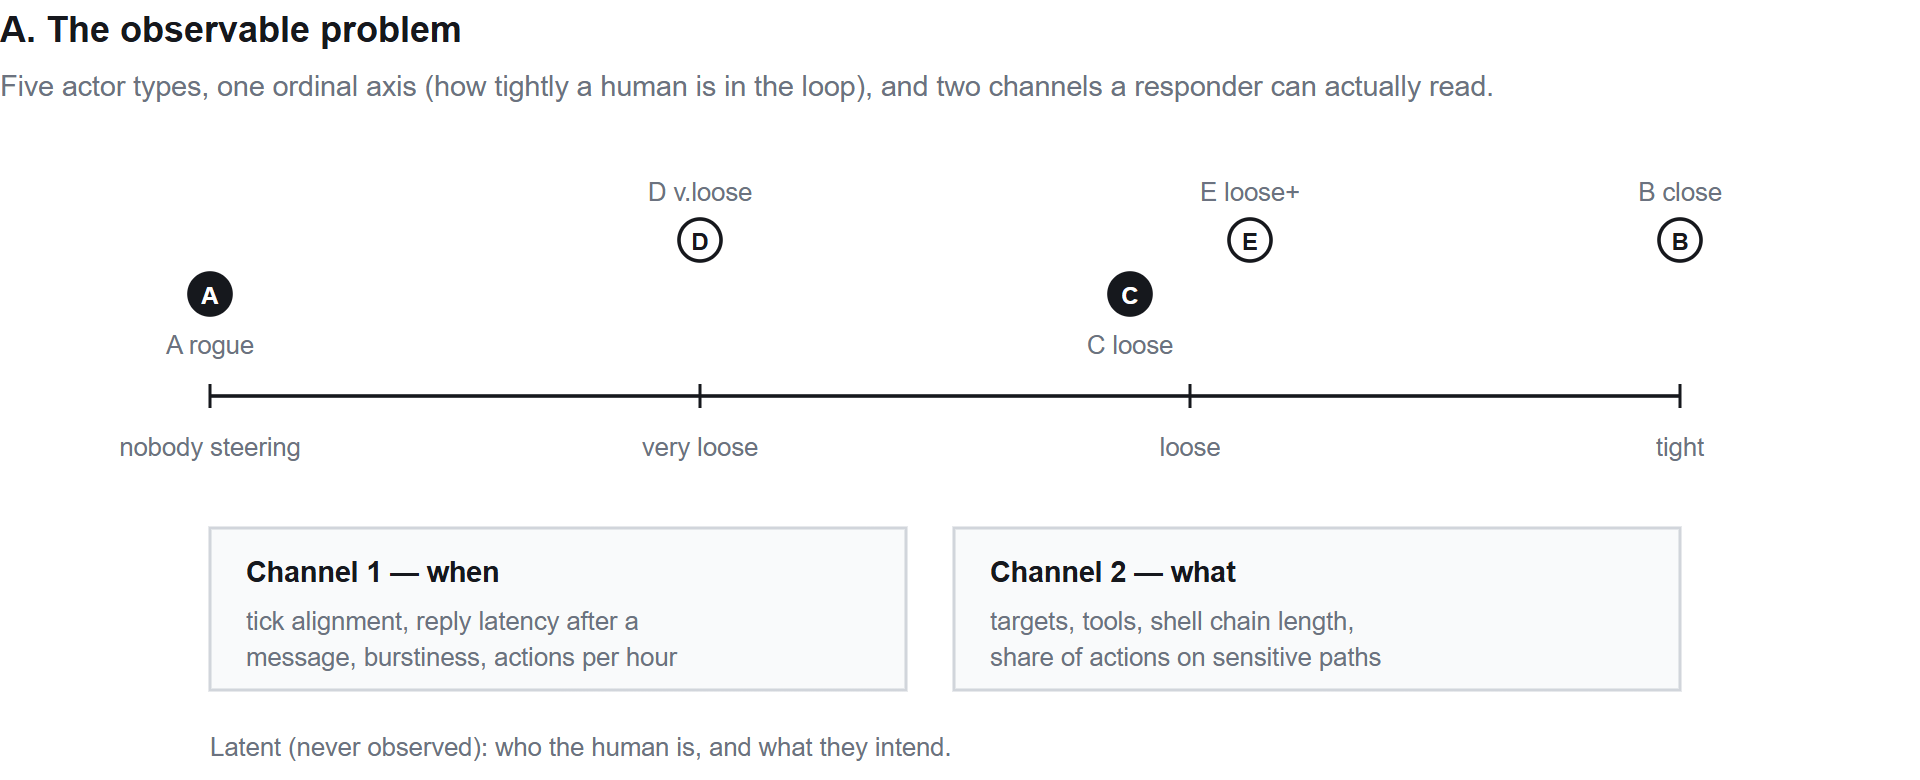 A. The observable problem
Five actor types, one ordinal axis (how tightly a human is in the loop), and two channels a responder can actually read.
D v.loose
E loose+
B close
D
E
B
A
C
A rogue
C loose
nobody steering
very loose
loose
tight
Channel 1 — when
tick alignment, reply latency after a
message, burstiness, actions per hour
Channel 2 — what
targets, tools, shell chain length,
share of actions on sensitive paths
Latent (never observed): who the human is, and what they intend.